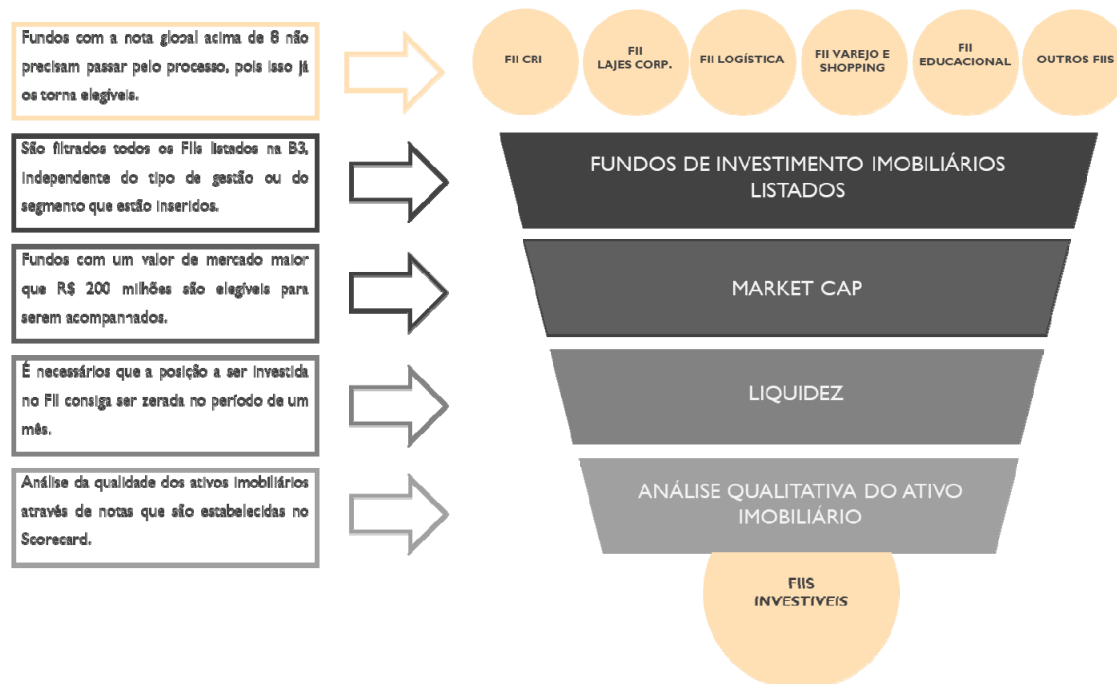 Fundos com a nota global acima de 8 não
precisam passar pelo processo, pois isso já
os torna elegíveis.
FII CRI
FII
LAJES CORP.
FII LOGÍSTICA
FII VAREJO E
SHOPPING
FII
EDUCACIONAL
OUTROS FIIS
São filtrados todos os FIIs listados na B3,
independente do tipo de gestão ou do
segmento que estão inseridos.
FUNDOS DE INVESTIMENTO IMOBILIÁRIOS
LISTADOS
Fundos com um valor de mercado maior
que R$ 200 milhões são elegíveis para
serem acompanhados.
MARKET CAP
É necessários que a posição a ser investida
no FII consiga ser zerada no período de um
mês.
LIQUIDEZ
Análise da qualidade dos ativos imobiliários
através de notas que são estabelecidas no
Scorecard.
ANÁLISE QUALITATIVA DO ATIVO
IMOBILIÁRIO
FIIS
INVESTIVEIS